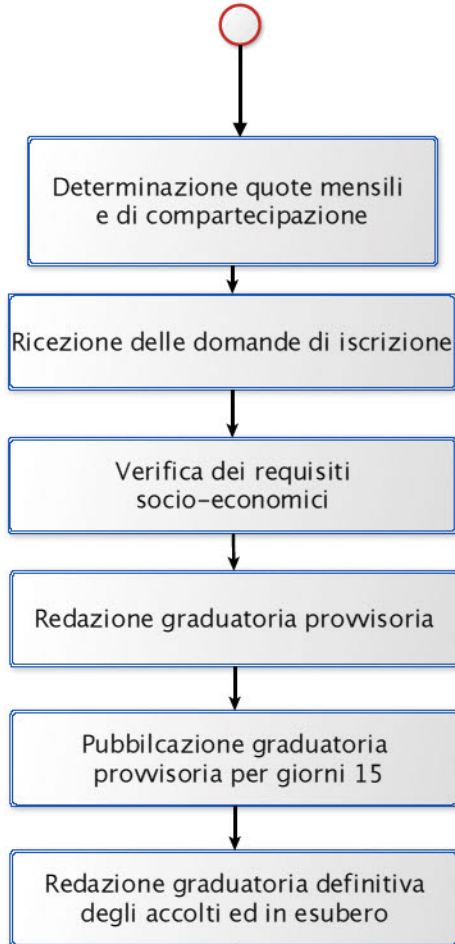 Determinazione quote mensili
e di compartecipazione
Ricezione delle domande di iscrizione
Verifica dei requisiti
socio-economici
Redazione graduatoria provvisoria
Pubbilcazione graduatoria
provvisoria per giorni 15
Redazione graduatoria definitiva
degli accolti ed in esubero